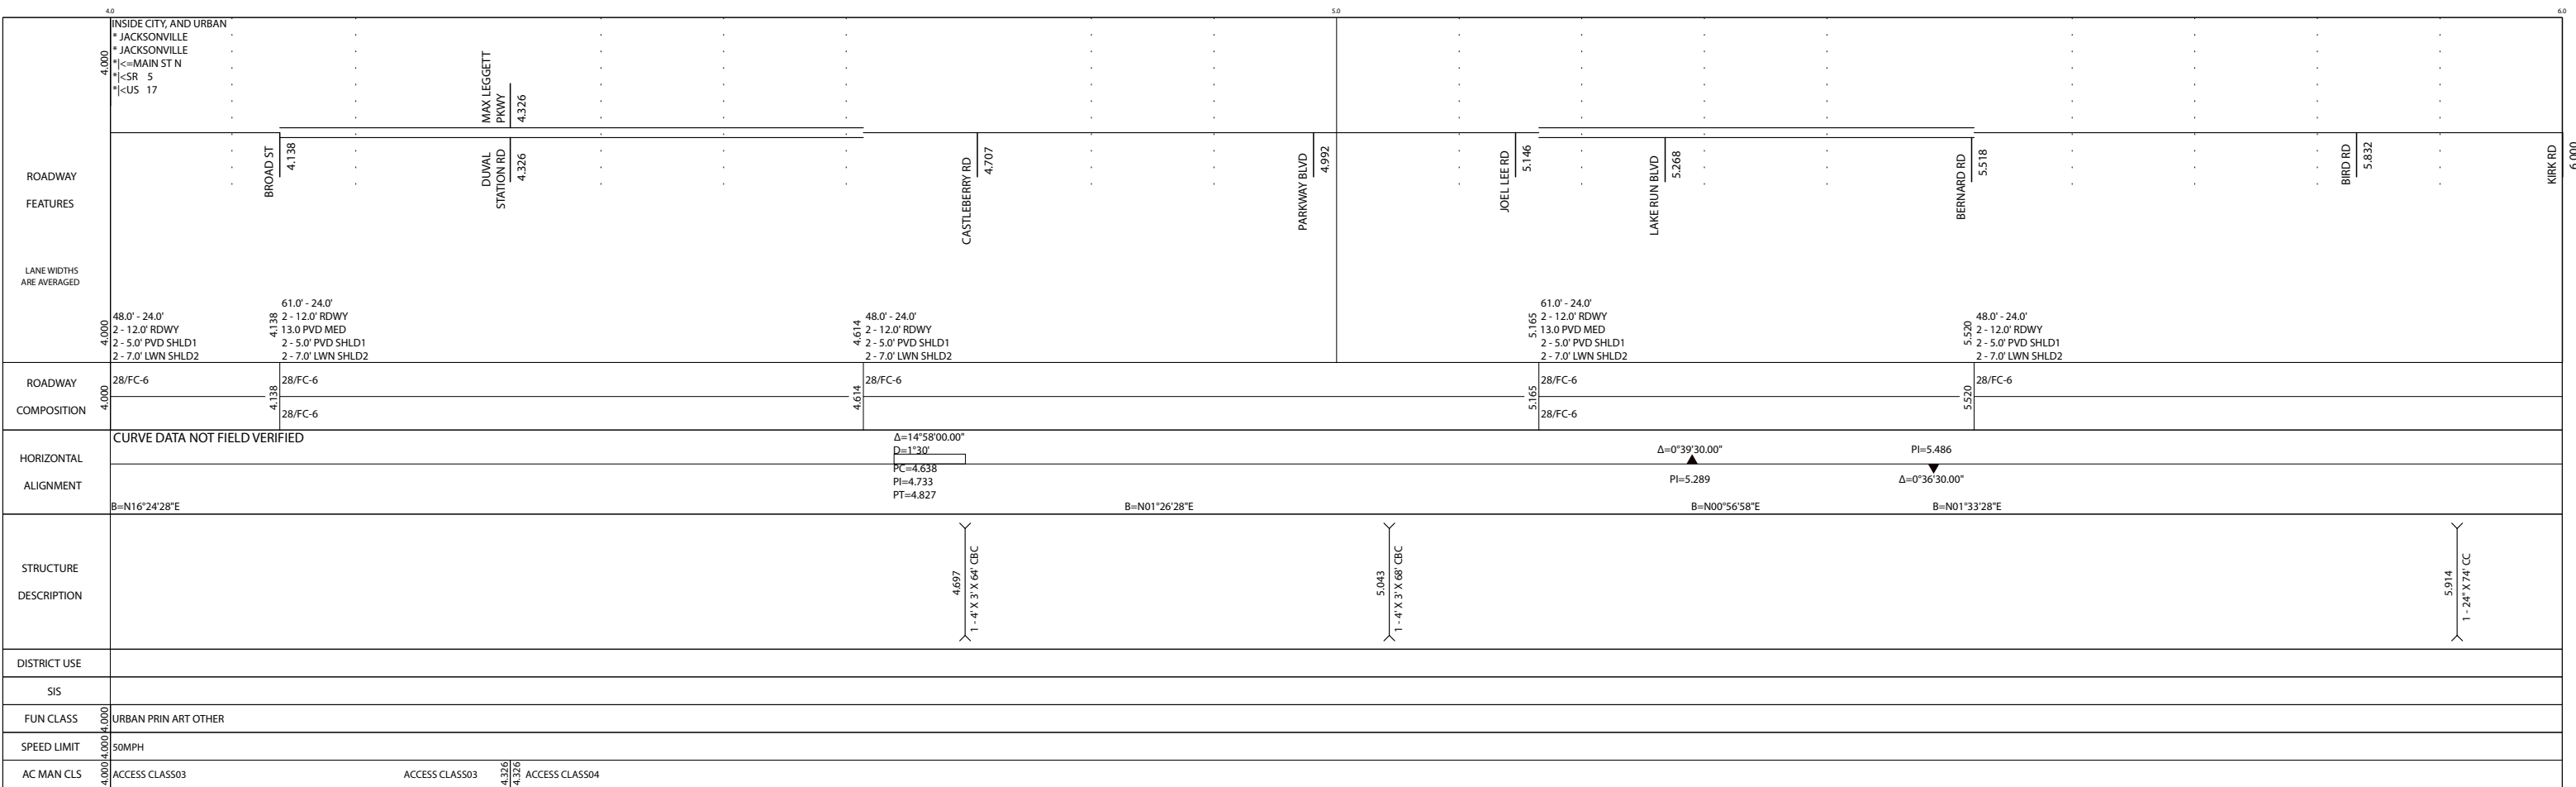 4.0
5.0
6.0
INSIDE CITY, AND URBAN
* JACKSONVILLE
* JACKSONVILLE
*|<=MAIN ST N
*|<SR 5
*|<US 17
4.000
ROADWAY
FEATURES
LANE WIDTHS
ARE AVERAGED
BROAD ST
4.138
MAX LEGGETT
PKWY
4.326
DUVAL
STATION RD
4.326
CASTLEBERRY RD
4.707
PARKWAY BLVD
4.992
JOEL LEE RD
5.146
LAKE RUN BLVD
5.268
BERNARD RD
5.518
BIRD RD
5.832
KIRK RD
6.000
4.000
48.0' - 24.0'
2 - 12.0' RDWY
2 - 5.0' PVD SHLD1
2 - 7.0' LWN SHLD2
4.138
61.0' - 24.0'
2 - 12.0' RDWY
13.0 PVD MED
2 - 5.0' PVD SHLD1
2 - 7.0' LWN SHLD2
4.614
48.0' - 24.0'
2 - 12.0' RDWY
2 - 5.0' PVD SHLD1
2 - 7.0' LWN SHLD2
5.165
61.0' - 24.0'
2 - 12.0' RDWY
13.0 PVD MED
2 - 5.0' PVD SHLD1
2 - 7.0' LWN SHLD2
5.520
48.0' - 24.0'
2 - 12.0' RDWY
2 - 5.0' PVD SHLD1
2 - 7.0' LWN SHLD2
ROADWAY
COMPOSITION
4.000
28/FC-6
4.138
28/FC-6
28/FC-6
4.614
28/FC-6
5.165
28/FC-6
28/FC-6
5.520
28/FC-6
HORIZONTAL
ALIGNMENT
CURVE DATA NOT FIELD VERIFIED
Δ=14°58'00.00"
D=1°30'
PC=4.638
PI=4.733
PT=4.827
Δ=0°39'30.00"
PI=5.289
PI=5.486
Δ=0°36'30.00"
B=N16°24'28"E
B=N01°26'28"E
B=N00°56'58"E
B=N01°33'28"E
STRUCTURE
DESCRIPTION
4.697
1 - 4' X 3' X 64' CBC
5.043
1 - 4' X 3' X 68' CBC
5.914
1 - 24" X 74' CC
DISTRICT USE
SIS
FUN CLASS
4.000
URBAN PRIN ART OTHER
SPEED LIMIT
4.000
50MPH
AC MAN CLS
4.000
ACCESS CLASS03
ACCESS CLASS03
4.326
4.326
ACCESS CLASS04